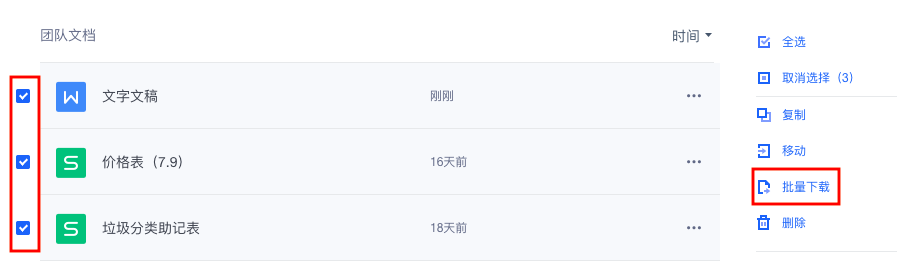 团队文档
时间
文字文稿
刚刚
价格表（7.9）
16天前
垃圾分类助记表
18天前
全选
取消选择（3）
复制
移动
批量下载
删除